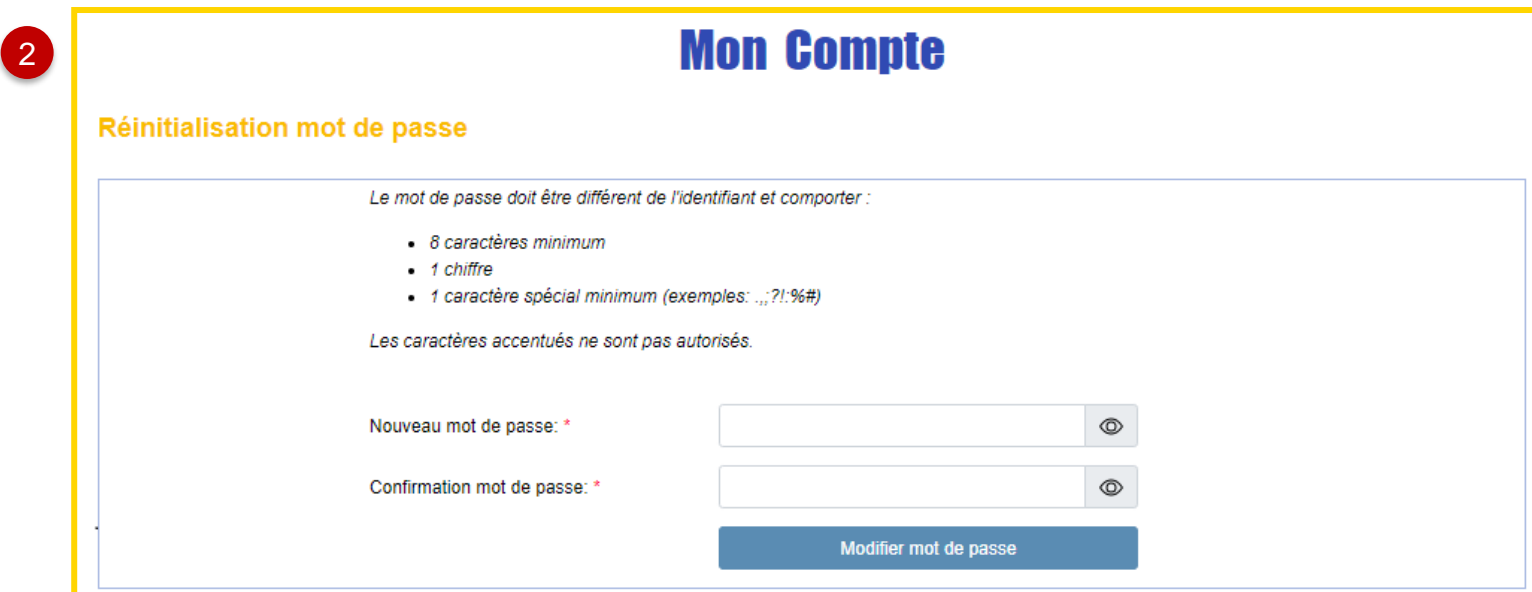 2
Mon Compte
Réinitialisation mot de passe
Le mot de passe doit être différent de l'identifiant et comporter :
• 8 caractères minimum
• 1 chiffre
• 1 caractère spécial minimum (exemples: .,;?!:%#)
Les caractères accentués ne sont pas autorisés.
Nouveau mot de passe: *
Confirmation mot de passe: *
Modifier mot de passe